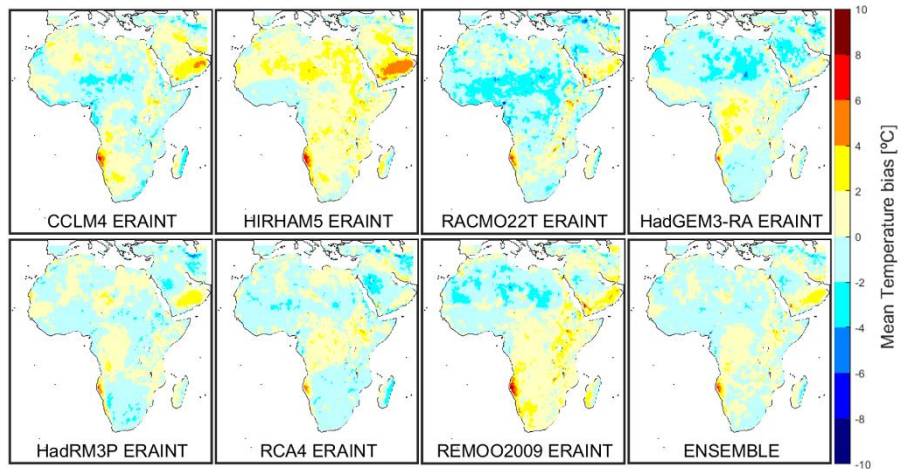 CCLM4 ERAINT
HIRHAM5 ERAINT
RACMO22T ERAINT
HadGEM3-RA ERAINT
HadRM3P ERAINT
RCA4 ERAINT
REMOO2009 ERAINT
ENSEMBLE
10
8
6
4
2
0
-2
-4
-6
-8
-10
Mean Temperature bias [ºC]